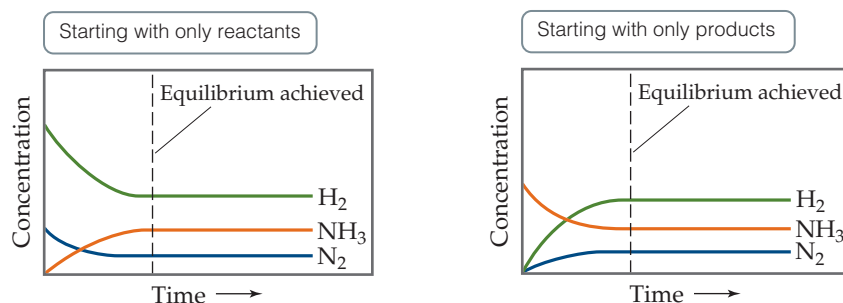 Starting with only reactants
Equilibrium achieved
Concentration
H2
NH3
N2
Time
Starting with only products
Equilibrium achieved
Concentration
H2
NH3
N2
Time